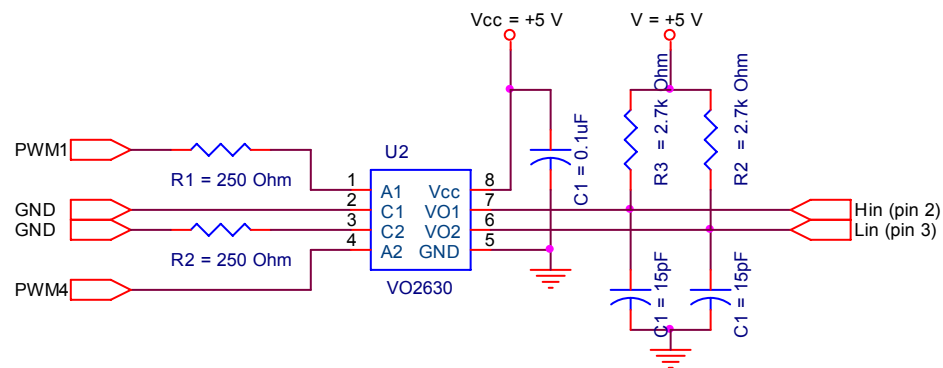 Vcc = +5 V
V = +5 V
PWM1
R1 = 250 Ohm
GND
GND
R2 = 250 Ohm
PWM4
U2
1
2
3
4
A1
C1
C2
A2
Vcc
VO1
VO2
GND
8
7
6
5
VO2630
C1 = 0.1uF
R3 = 2.7k Ohm
R2 = 2.7k Ohm
Hin (pin 2)
Lin (pin 3)
C1 = 15pF
C1 = 15pF